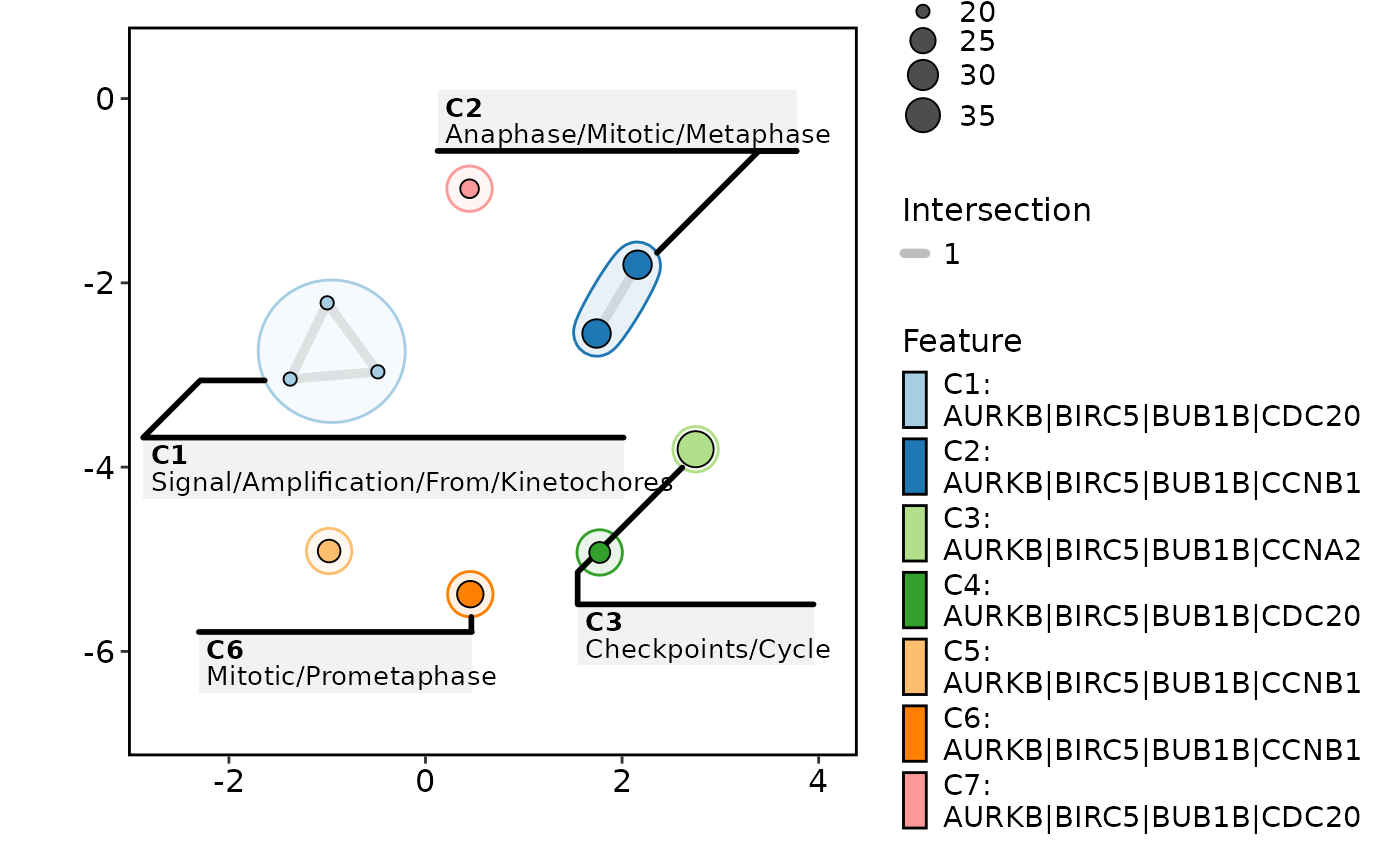 0
-2
-4
-6
-2
0
2
4
C2
Anaphase/Mitotic/Metaphase
C1
Signal/Amplification/From/Kinetochores
C3
Checkpoints/Cycle
C6
Mitotic/Prometaphase
20
25
30
35
Intersection
1
Feature
C1:
AURKB|BIRC5|BUB1B|CDC20
C2:
AURKB|BIRC5|BUB1B|CCNB1
C3:
AURKB|BIRC5|BUB1B|CCNA2
C4:
AURKB|BIRC5|BUB1B|CDC20
C5:
AURKB|BIRC5|BUB1B|CCNB1
C6:
AURKB|BIRC5|BUB1B|CCNB1
C7:
AURKB|BIRC5|BUB1B|CDC20